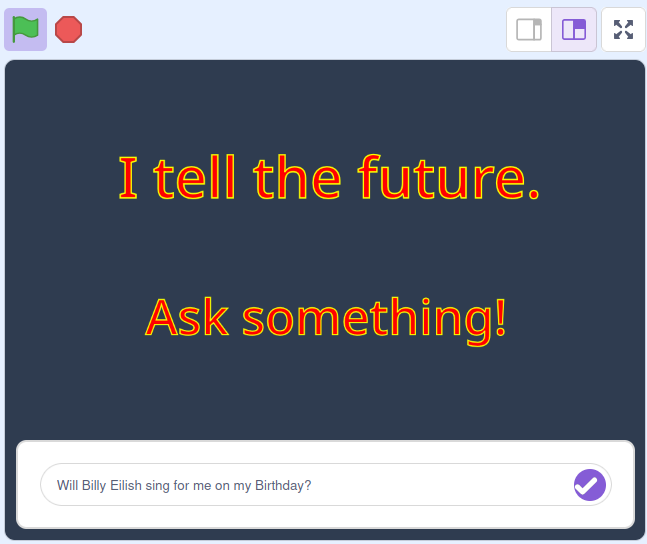 I tell the future.
Ask something!
Will Billy Eilish sing for me on my Birthday?